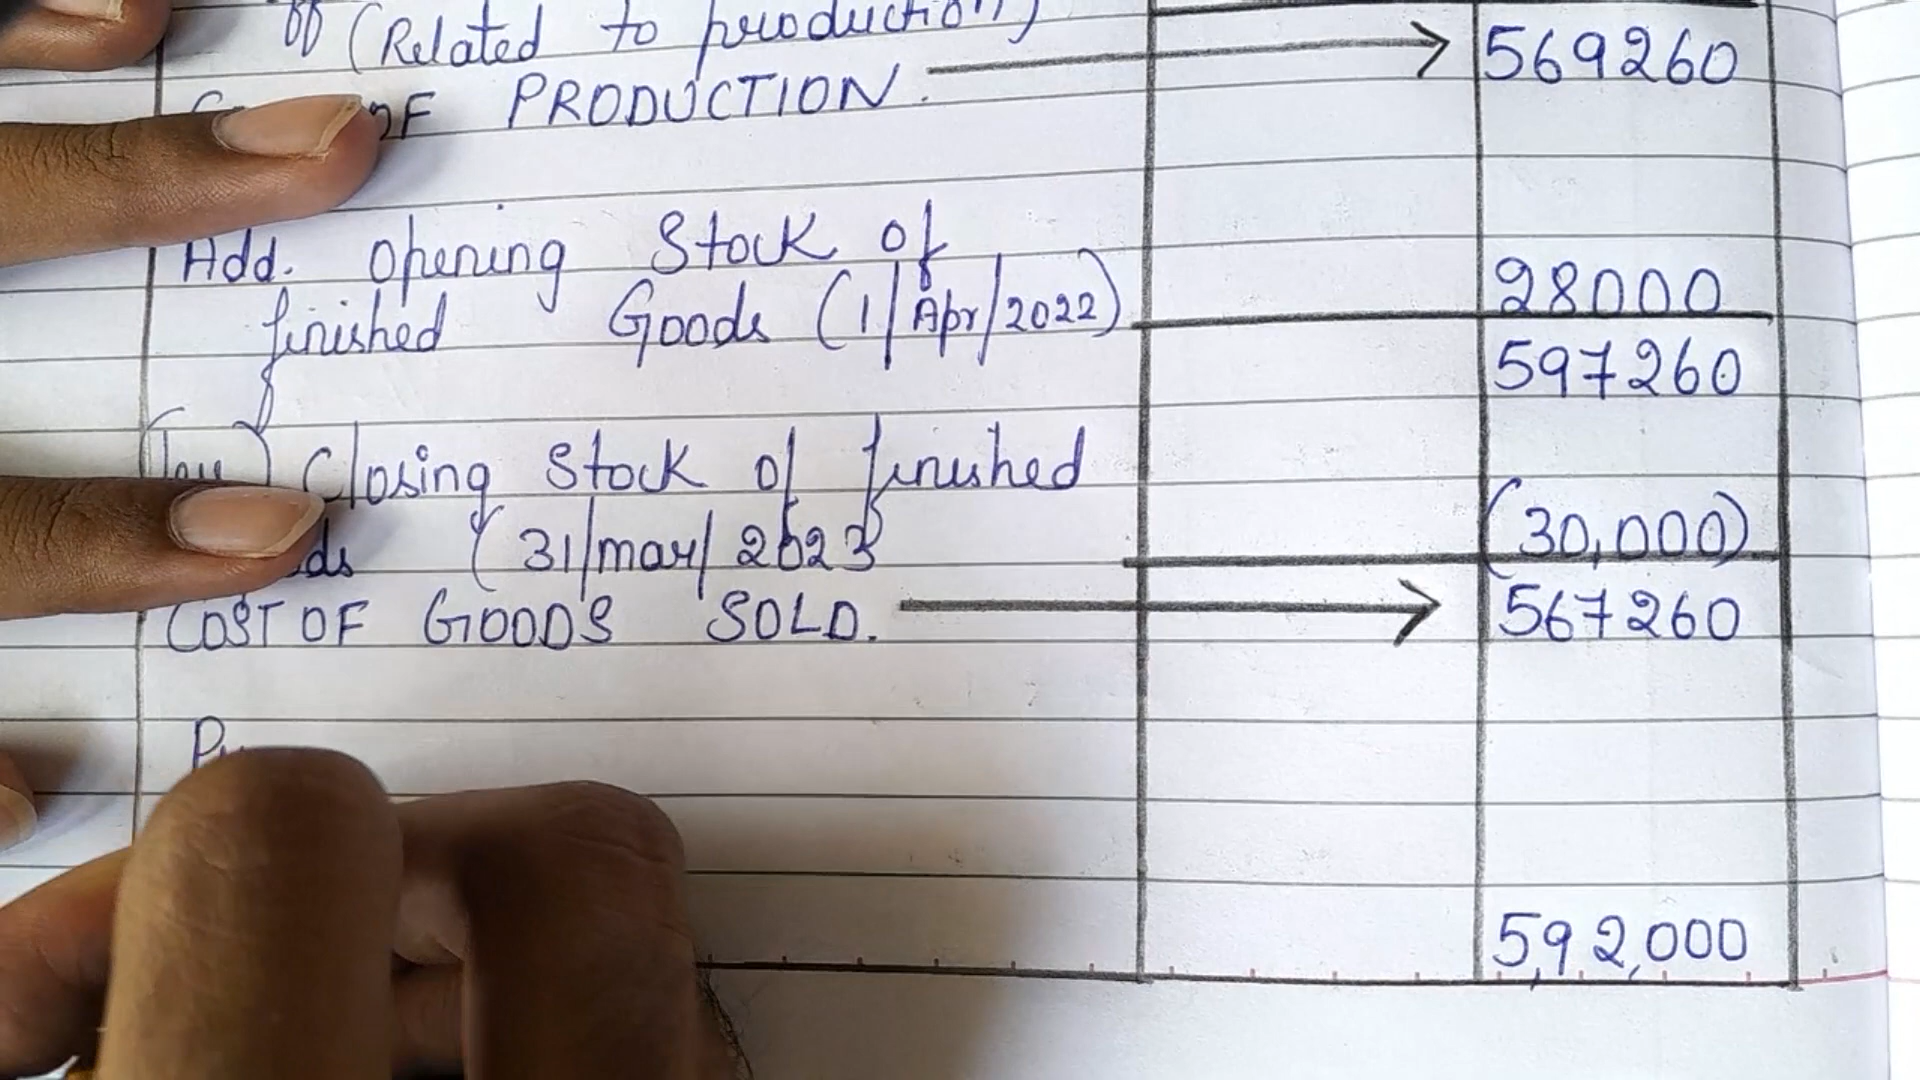 (Related to production)
OF PRODUCTION. 569260
Add. opening Stock of
finished Goods (1/Apr/2022) 28000
597260
(Less) Closing Stock of finished
(31/mar/2023 (30,000)
COST OF GOODS SOLD. 567260
592,000